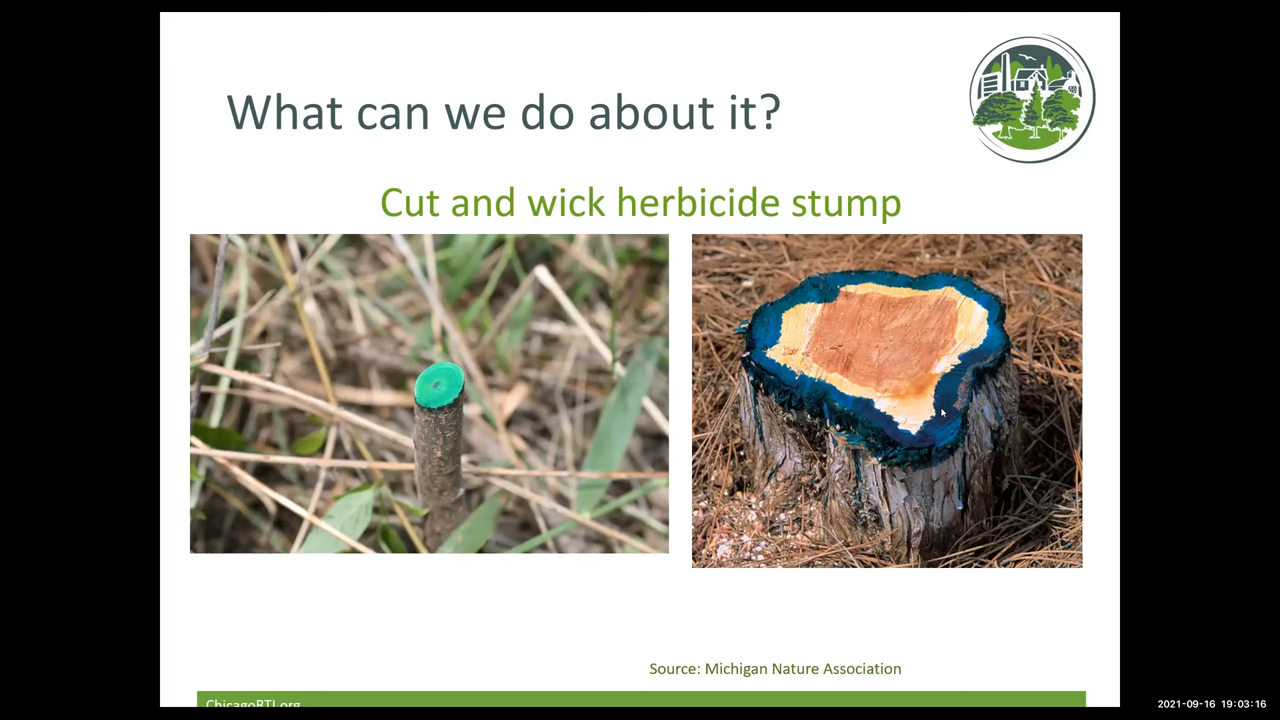 What can we do about it?
Cut and wick herbicide stump
Source: Michigan Nature Association
ChicagoRTI.org
2021-09-16 19:03:16